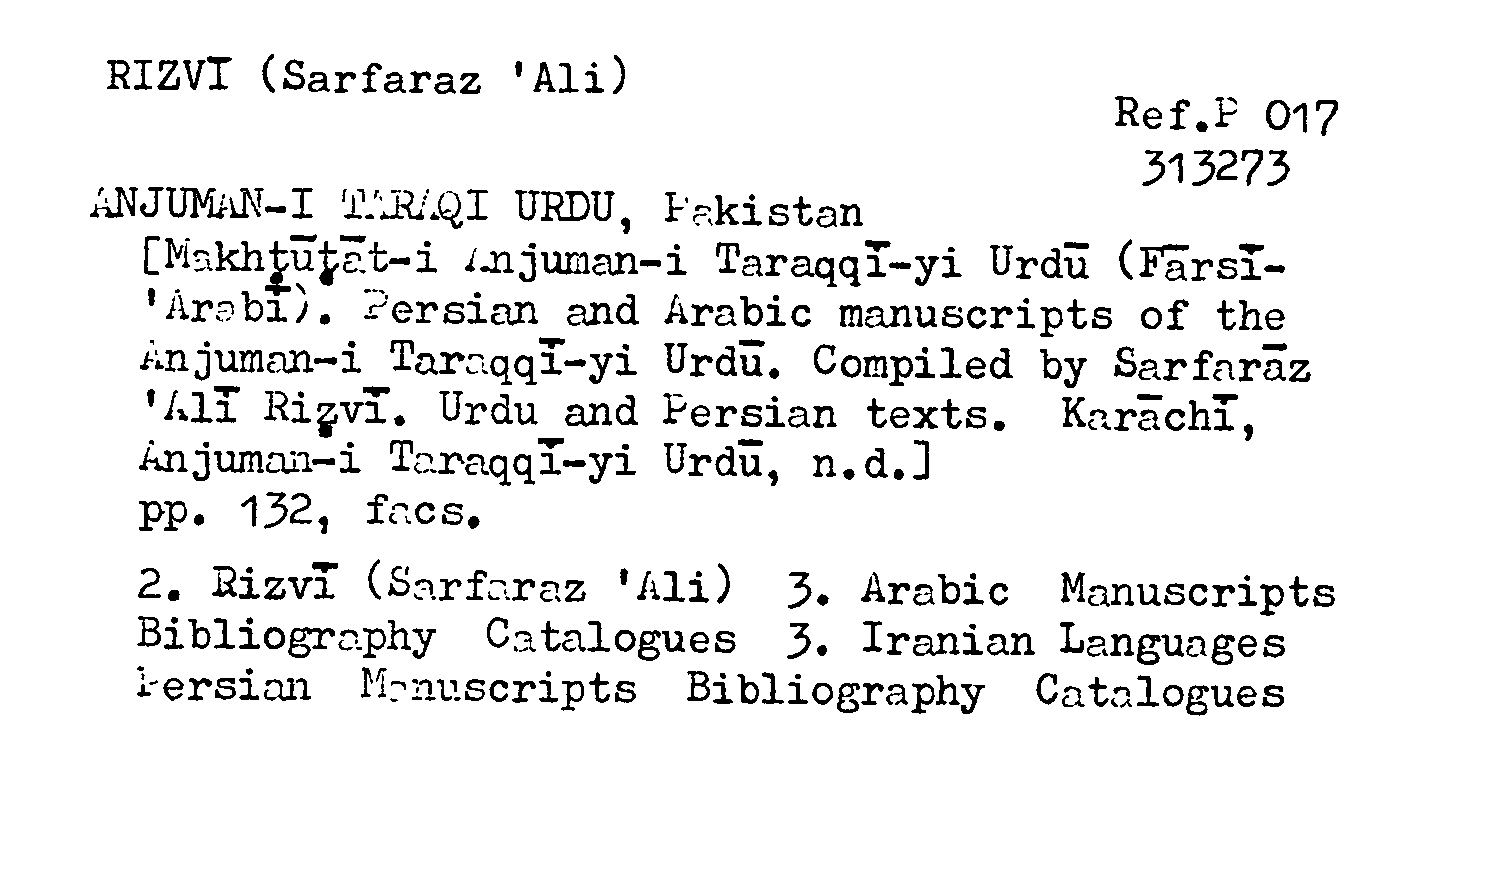 RIZVĪ (Sarfaraz 'Ali)
Ref.P 017
313273
ANJUMAN-I TARAQI URDU, Pakistan
[Makhṭūṭāt-i Anjuman-i Taraqqī-yi Urdū (Fārsī-
'Arabī). Persian and Arabic manuscripts of the
Anjuman-i Taraqqī-yi Urdū. Compiled by Sarfarāz
'Alī Riẓvī. Urdu and Persian texts. Karāchī,
Anjuman-i Taraqqī-yi Urdū, n.d.]
pp. 132, facs.
2. Rizvī (Sarfaraz 'Ali) 3. Arabic Manuscripts
Bibliography Catalogues 3. Iranian Languages
Persian Manuscripts Bibliography Catalogues